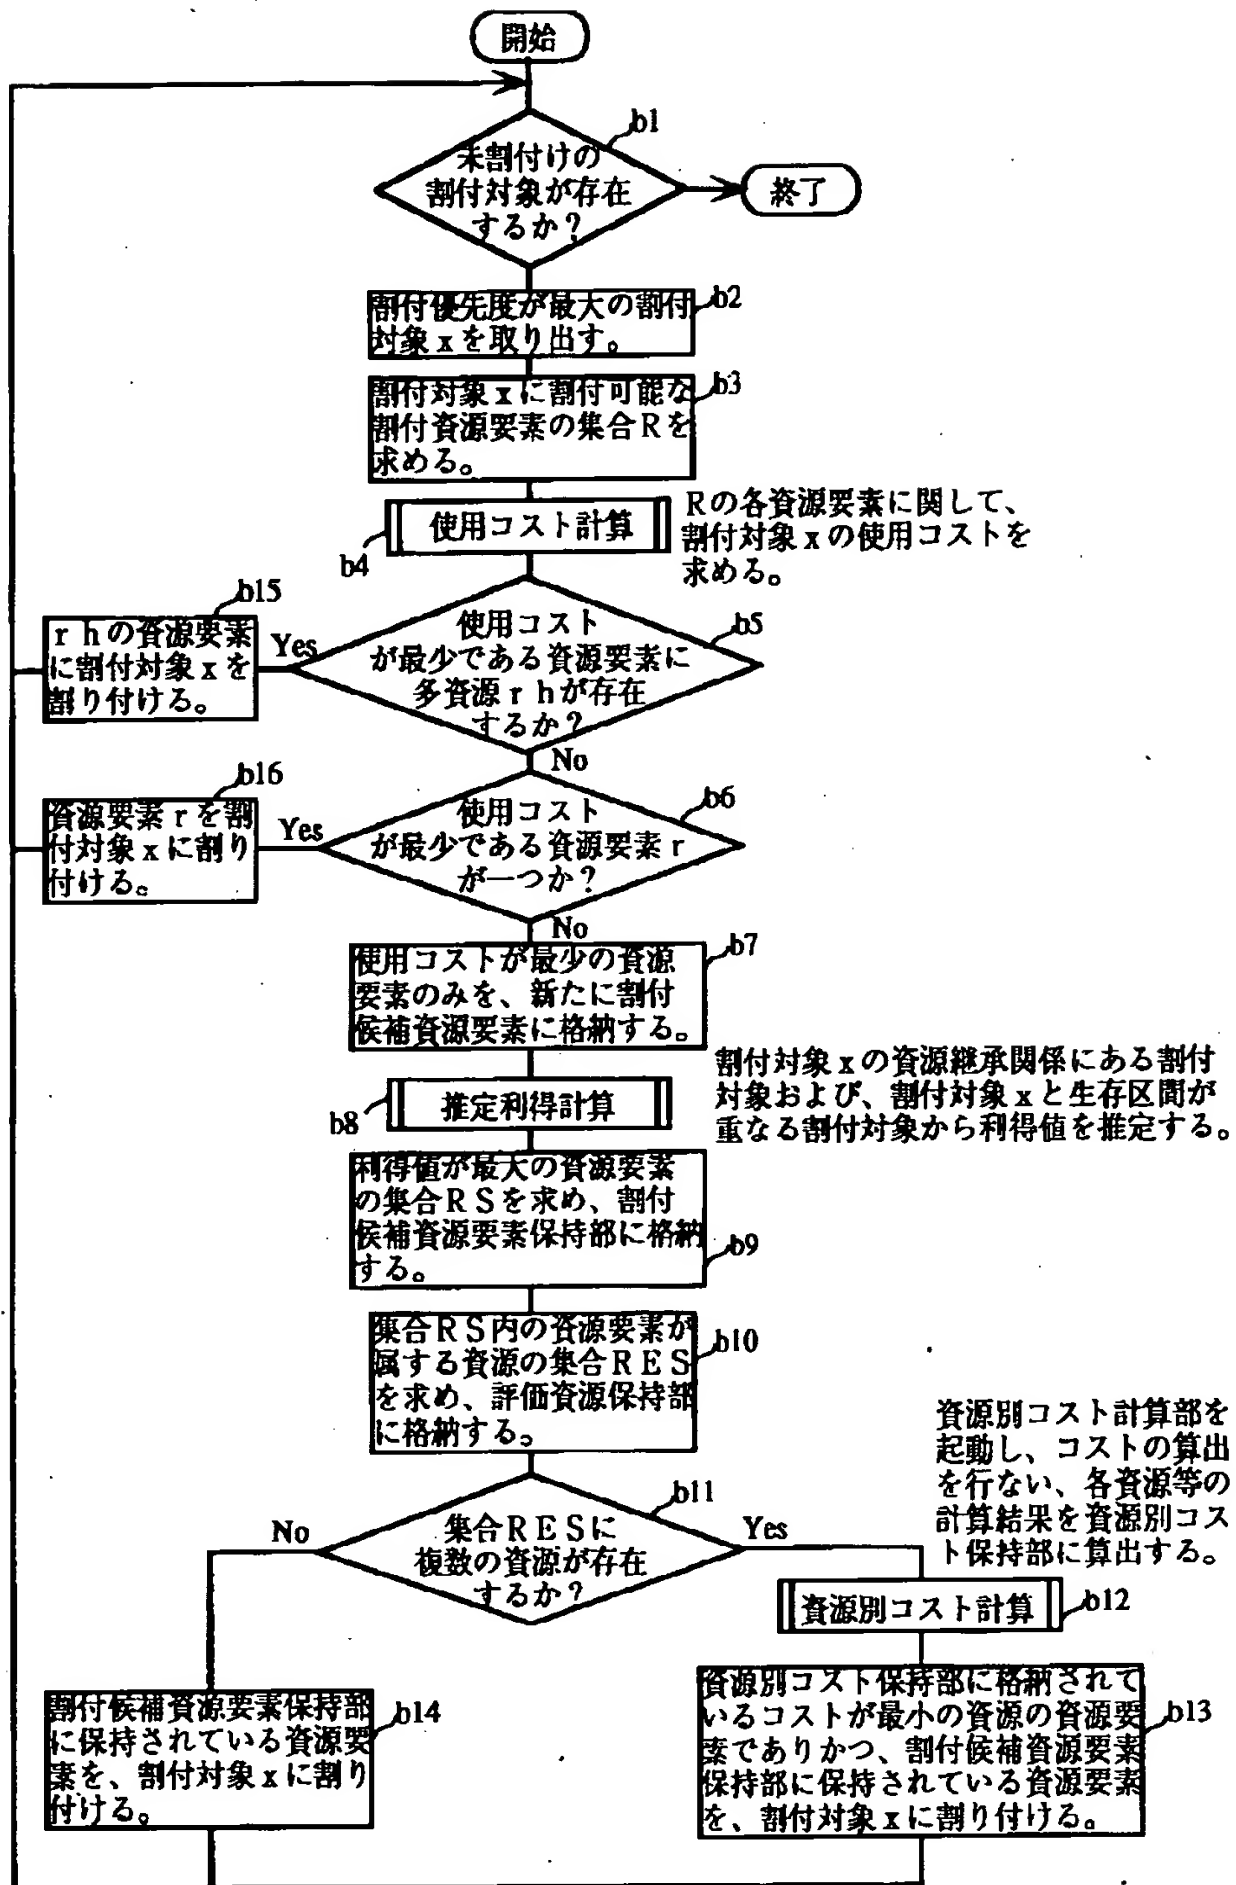 開始
b1
未割付けの
割付対象が存在
するか?
終了
割付優先度が最大の割付
対象xを取り出す。
b2
割付対象xに割付可能な
割付資源要素の集合Rを
求める。
b3
使用コスト計算
b4
Rの各資源要素に関して、
割付対象xの使用コストを
求める。
b15
rhの資源要素
に割付対象xを
割り付ける。
Yes
使用コスト
が最少である資源要素に
多資源rhが存在
するか?
b5
No
b16
資源要素rを割
付対象xに割り
付ける。
Yes
使用コスト
が最少である資源要素r
が一つか?
b6
No
使用コストが最少の資源
要素のみを、新たに割付
候補資源要素に格納する。
b7
推定利得計算
b8
割付対象xの資源継承関係にある割付
対象および、割付対象xと生存区間が
重なる割付対象から利得値を推定する。
利得値が最大の資源要素
の集合RSを求め、割付
候補資源要素保持部に格納
する。
b9
集合RS内の資源要素が
属する資源の集合RES
を求め、評価資源保持部
に格納する。
b10
No
集合RESに
複数の資源が存在
するか?
b11
Yes
資源別コスト計算部を
起動し、コストの算出
を行ない、各資源等の
計算結果を資源別コス
ト保持部に算出する。
資源別コスト計算
b12
割付候補資源要素保持部
に保持されている資源要
素を、割付対象xに割り
付ける。
b14
資源別コスト保持部に格納されて
いるコストが最小の資源の資源要
素でありかつ、割付候補資源要素
保持部に保持されている資源要素
を、割付対象xに割り付ける。
b13